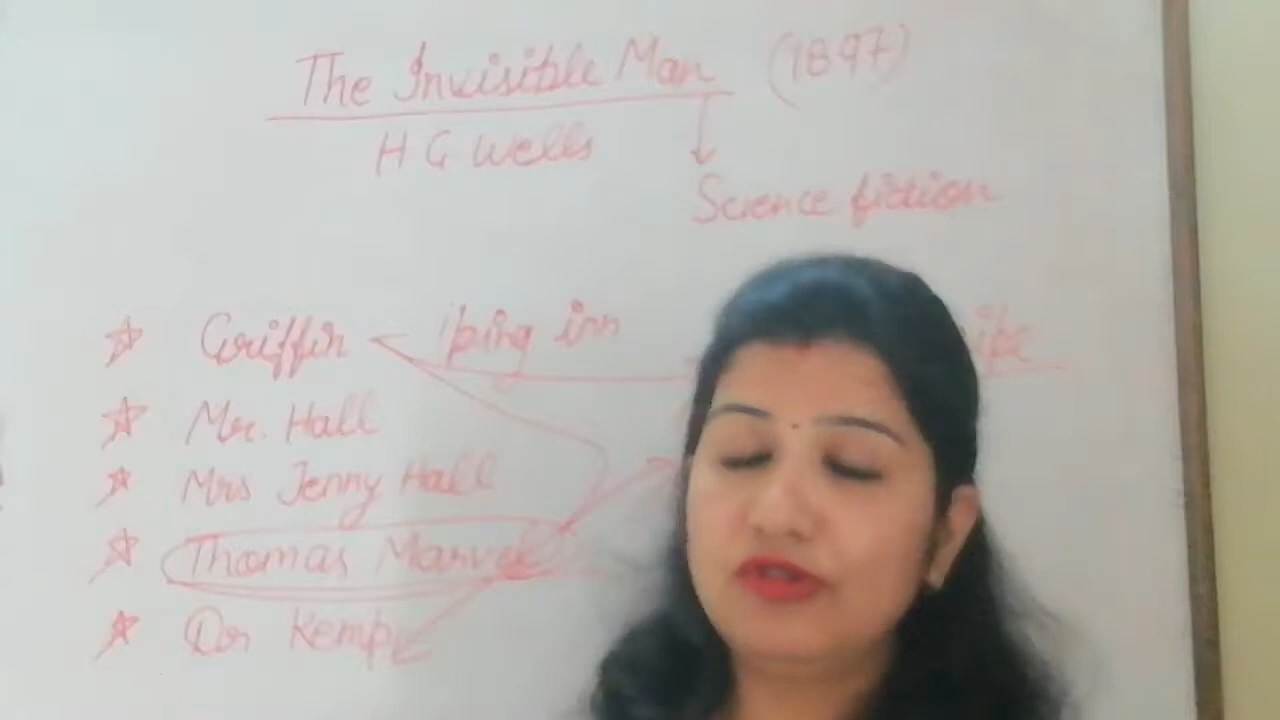 The Invisible Man (1897)
H G Wells
Science fiction
☆ Griffin Iping inn
☆ Mr. Hall
☆ Mrs Jenny Hall
☆ Thomas Marvel
☆ Dr Kemp